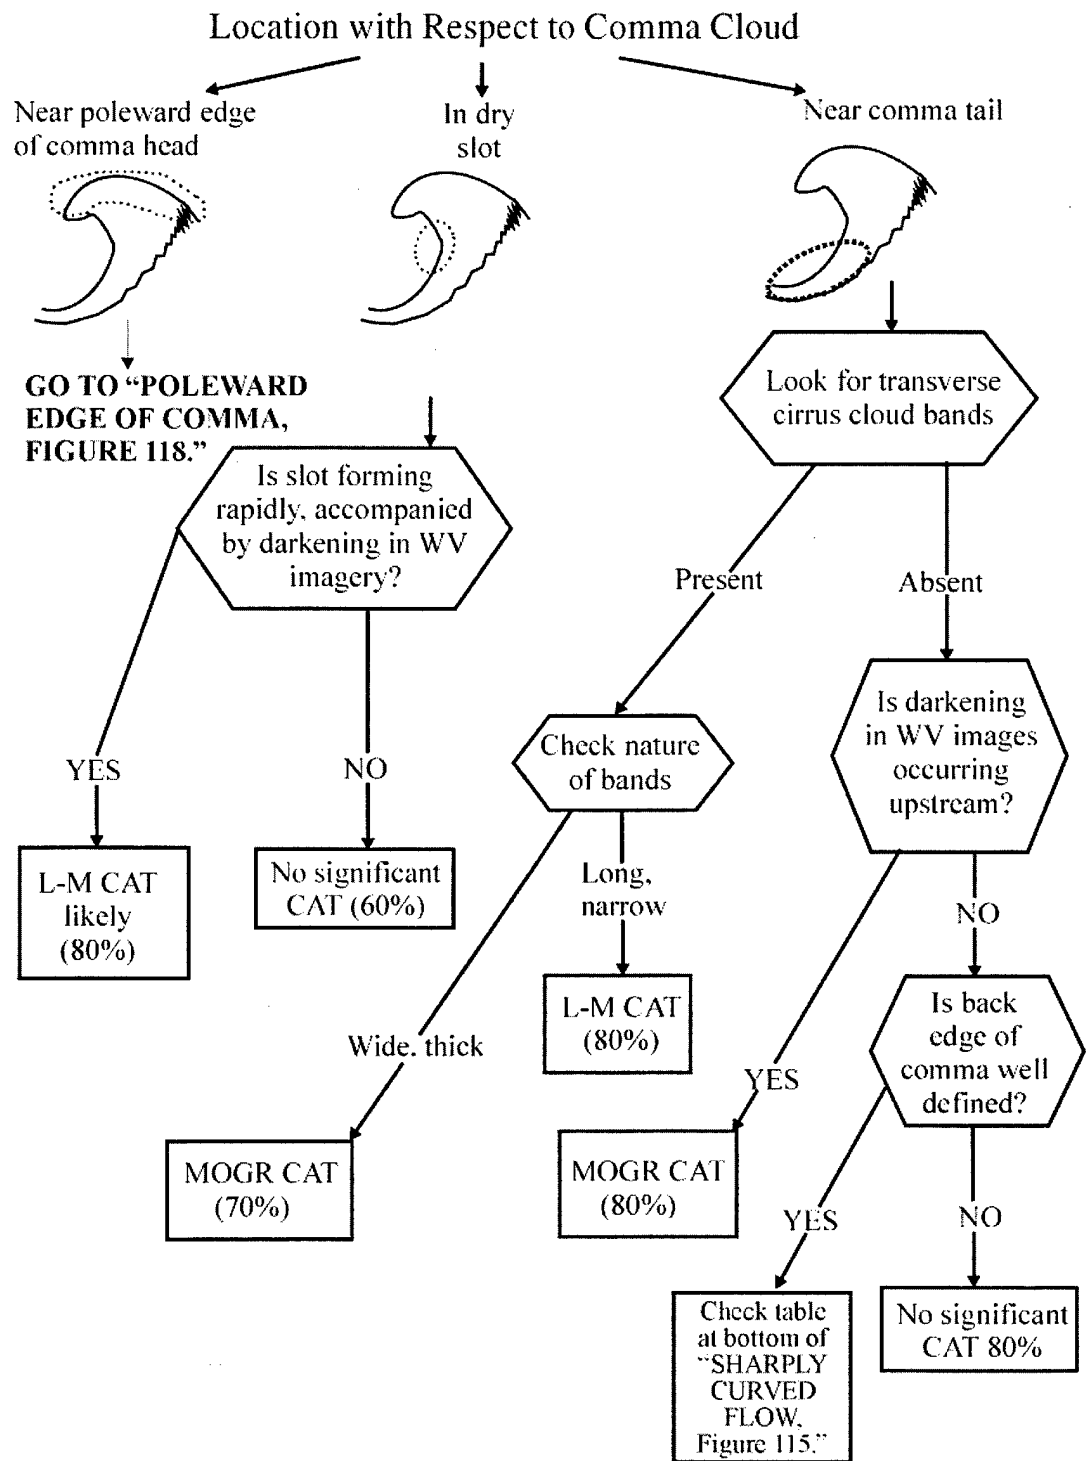 Location with Respect to Comma Cloud
Near poleward edge
of comma head
In dry
slot
Near comma tail
GO TO “POLEWARD
EDGE OF COMMA,
FIGURE 118.”
Look for transverse
cirrus cloud bands
Is slot forming
rapidly, accompanied
by darkening in WV
imagery?
Present
Absent
YES
NO
Check nature
of bands
Is darkening
in WV images
occurring
upstream?
L-M CAT
likely
(80%)
No significant
CAT (60%)
Long,
narrow
NO
Wide. thick
L-M CAT
(80%)
YES
Is back
edge of
comma well
defined?
MOGR CAT
(70%)
MOGR CAT
(80%)
YES
NO
Check table
at bottom of
“SHARPLY
CURVED
FLOW,
Figure 115.”
No significant
CAT 80%